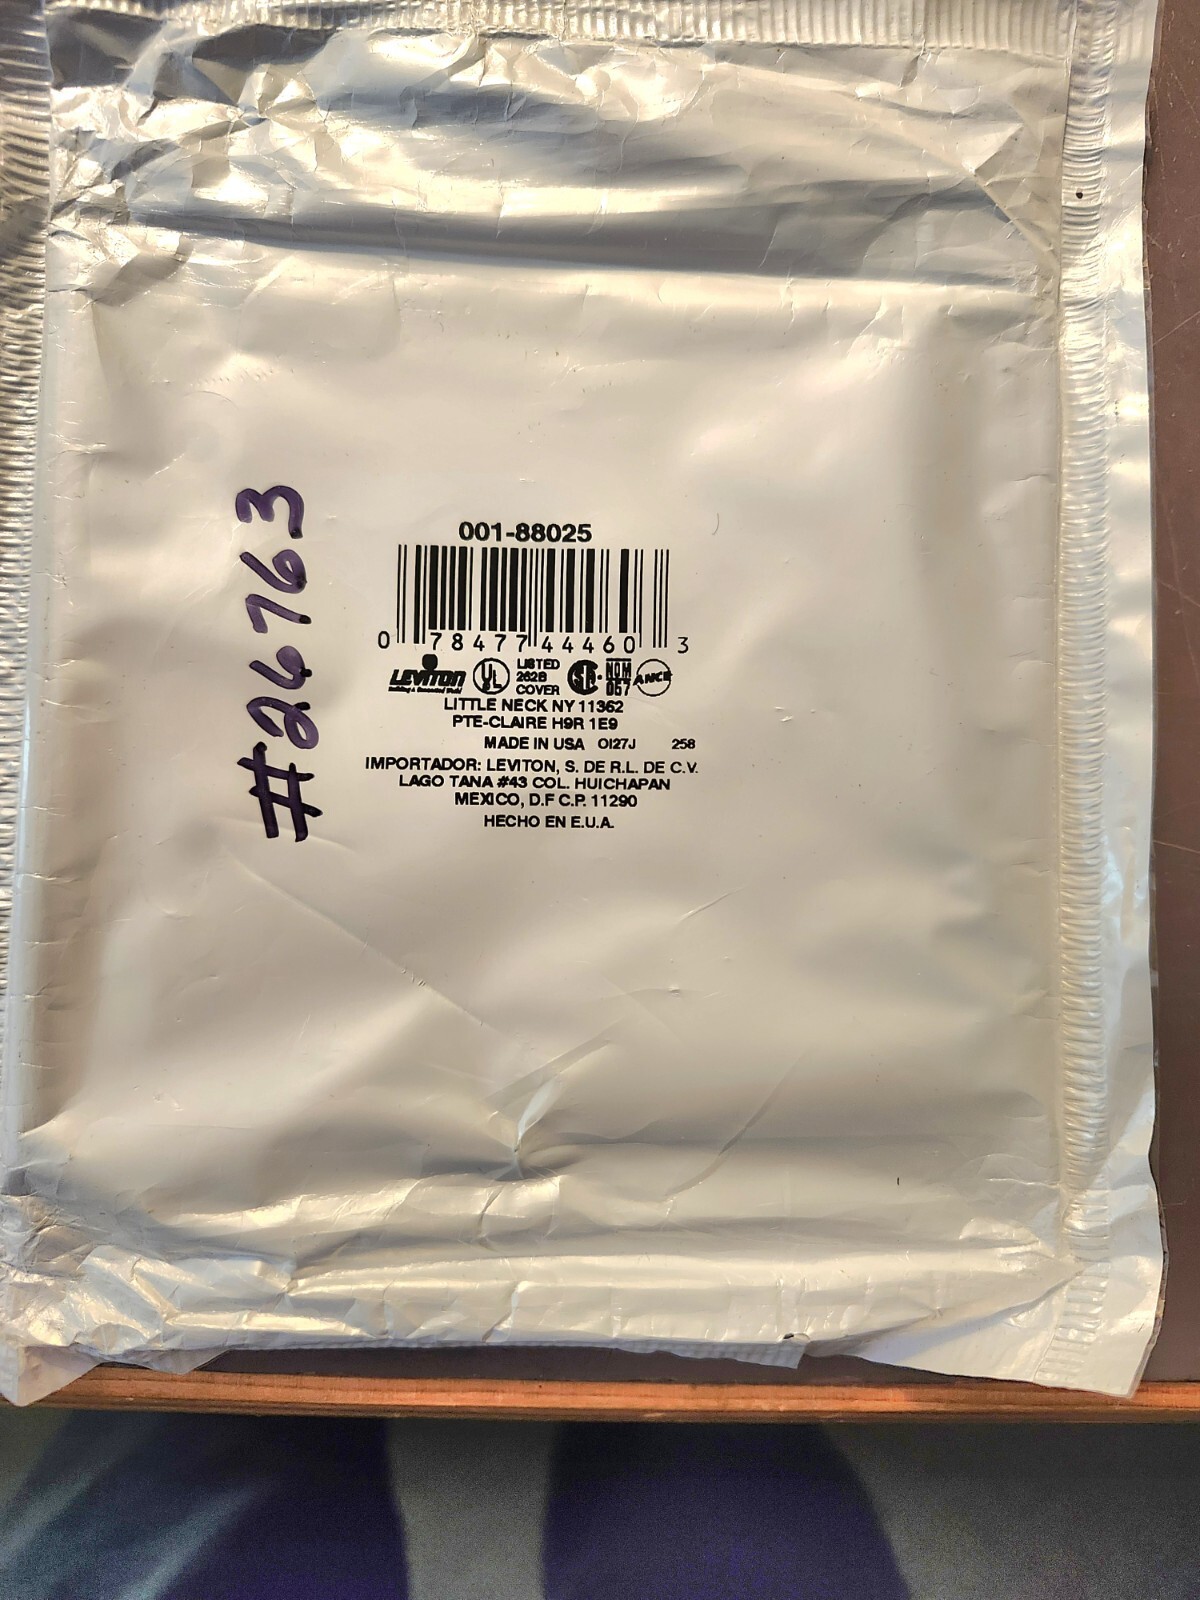 #26763
001-88025
0 78477 44460 3
LEVITON
UL LISTED 262B COVER
NOM 057
ANCE
LITTLE NECK NY 11362
PTE-CLAIRE H9R 1E9
MADE IN USA OI27J 258
IMPORTADOR: LEVITON, S. DE R.L. DE C.V.
LAGO TANA #43 COL. HUICHAPAN
MEXICO, D.F C.P. 11290
HECHO EN E.U.A.